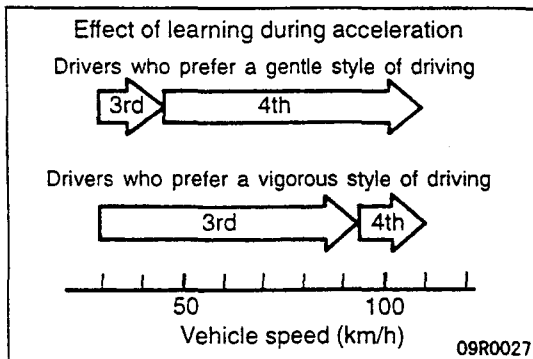 Effect of learning during acceleration
Drivers who prefer a gentle style of driving
3rd 4th
Drivers who prefer a vigorous style of driving
3rd 4th
50 100
Vehicle speed (km/h)
09R0027